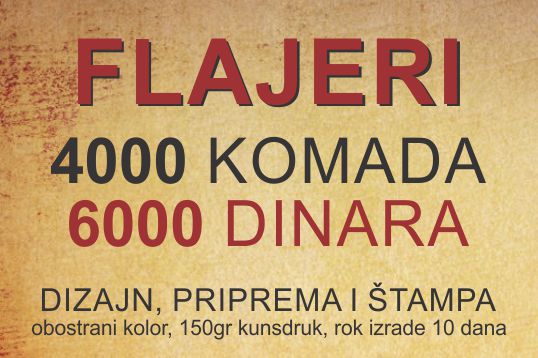 FLAJERI
4000 KOMADA
6000 DINARA
DIZAJN, PRIPREMA I ŠTAMPA
obostrani kolor, 150gr kunsdruk, rok izrade 10 dana